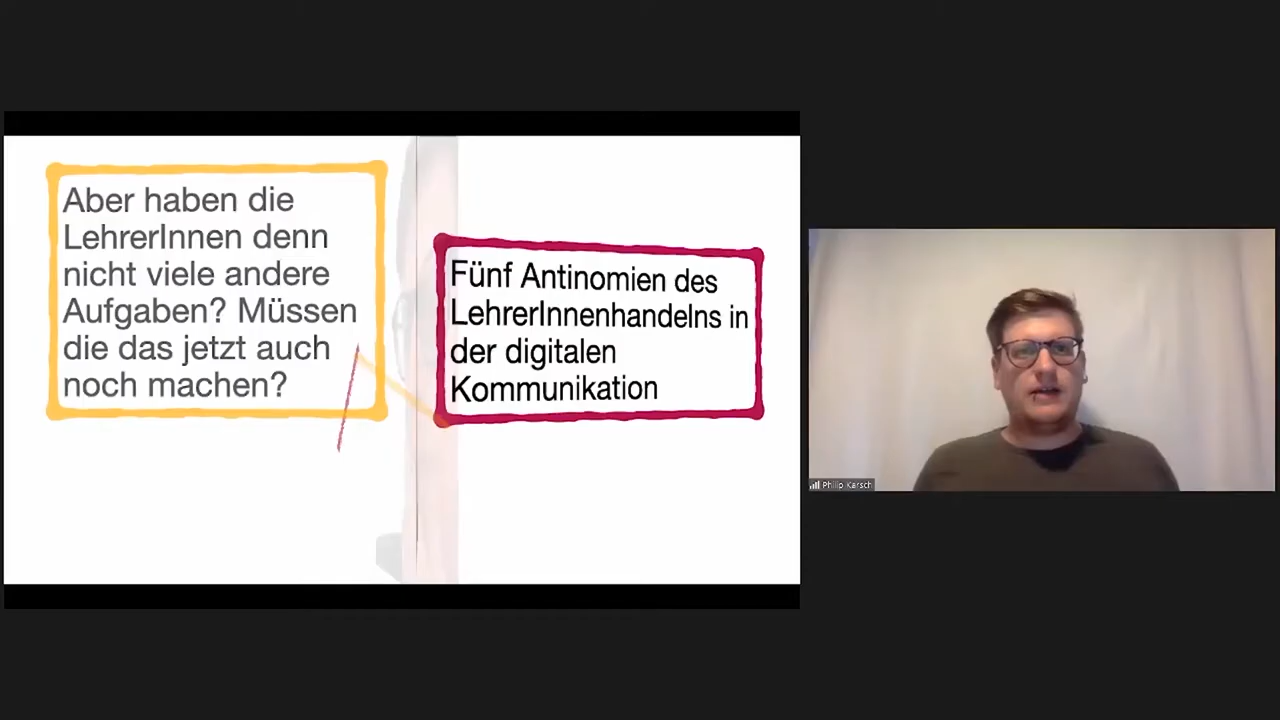 Aber haben die
LehrerInnen denn
nicht viele andere
Aufgaben? Müssen
die das jetzt auch
noch machen?
Fünf Antinomien des
LehrerInnenhandelns in
der digitalen
Kommunikation
Philip Karsch